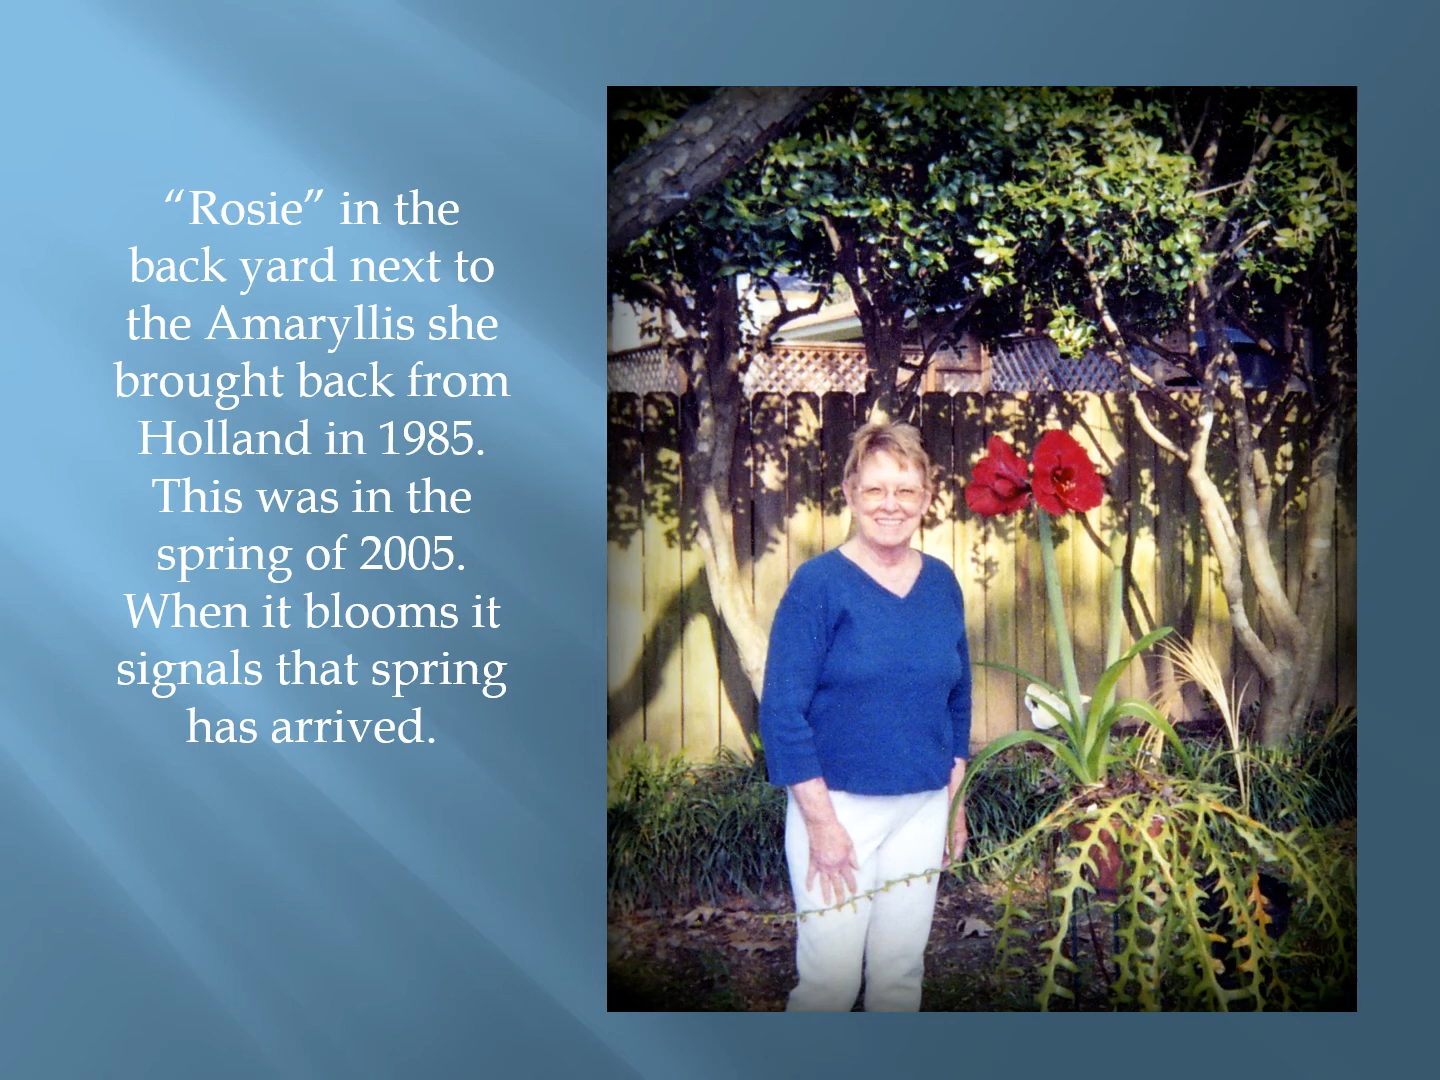 “Rosie” in the
back yard next to
the Amaryllis she
brought back from
Holland in 1985.
This was in the
spring of 2005.
When it blooms it
signals that spring
has arrived.